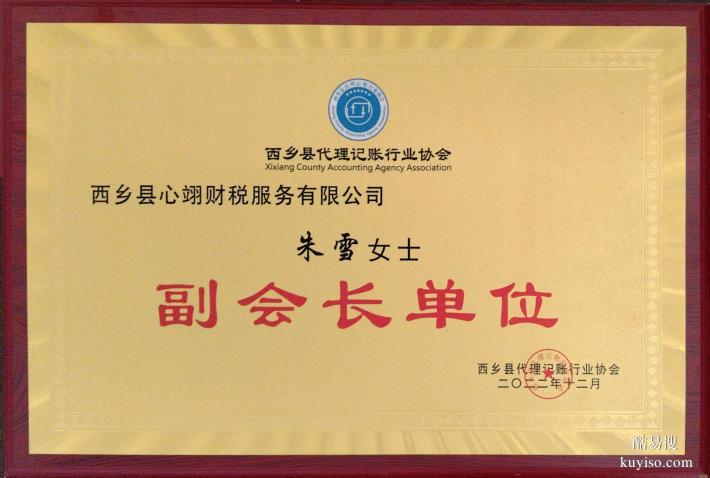 西乡县代理记账行业协会
Xixiang County Accounting Agency Association
西乡县心翊财税服务有限公司
朱雪女士
副会长单位
西乡县代理记账行业协会
二〇二二年十二月
酷易搜
kuyiso.com